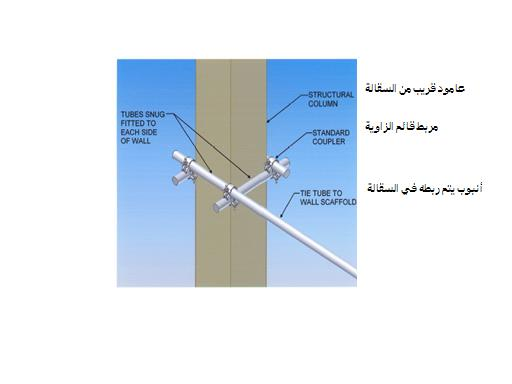 عامود قريب من السقالة
STRUCTURAL
COLUMN
TUBES SNUG
FITTED TO
EACH SIDE
OF WALL
مربط قائم الزاوية
STANDARD
COUPLER
أنبوب يتم ربطه في السقالة
TIE TUBE TO
WALL SCAFFOLD